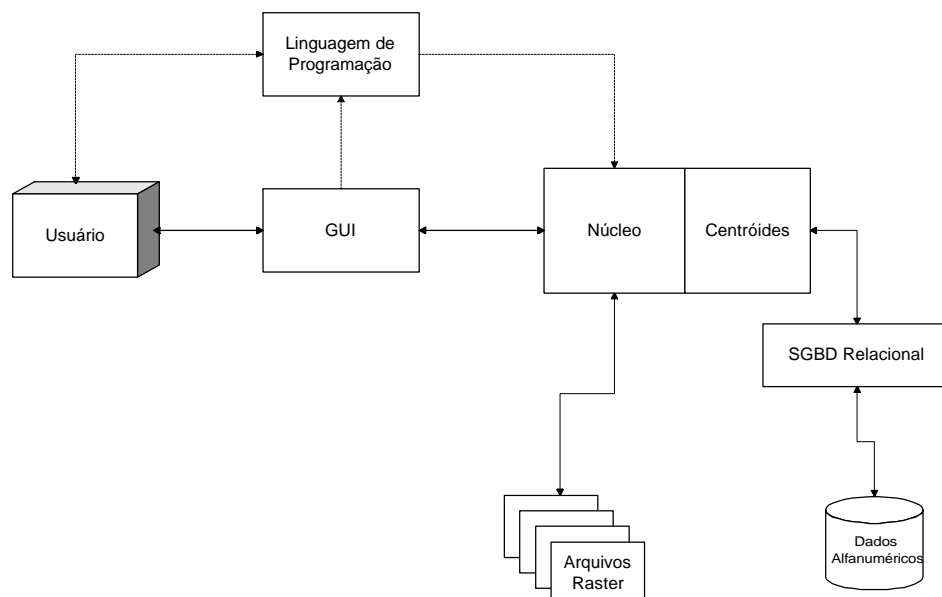 Linguagem de
Programação
Usuário
GUI
Núcleo
Centróides
SGBD Relacional
Arquivos
Raster
Dados
Alfanuméricos